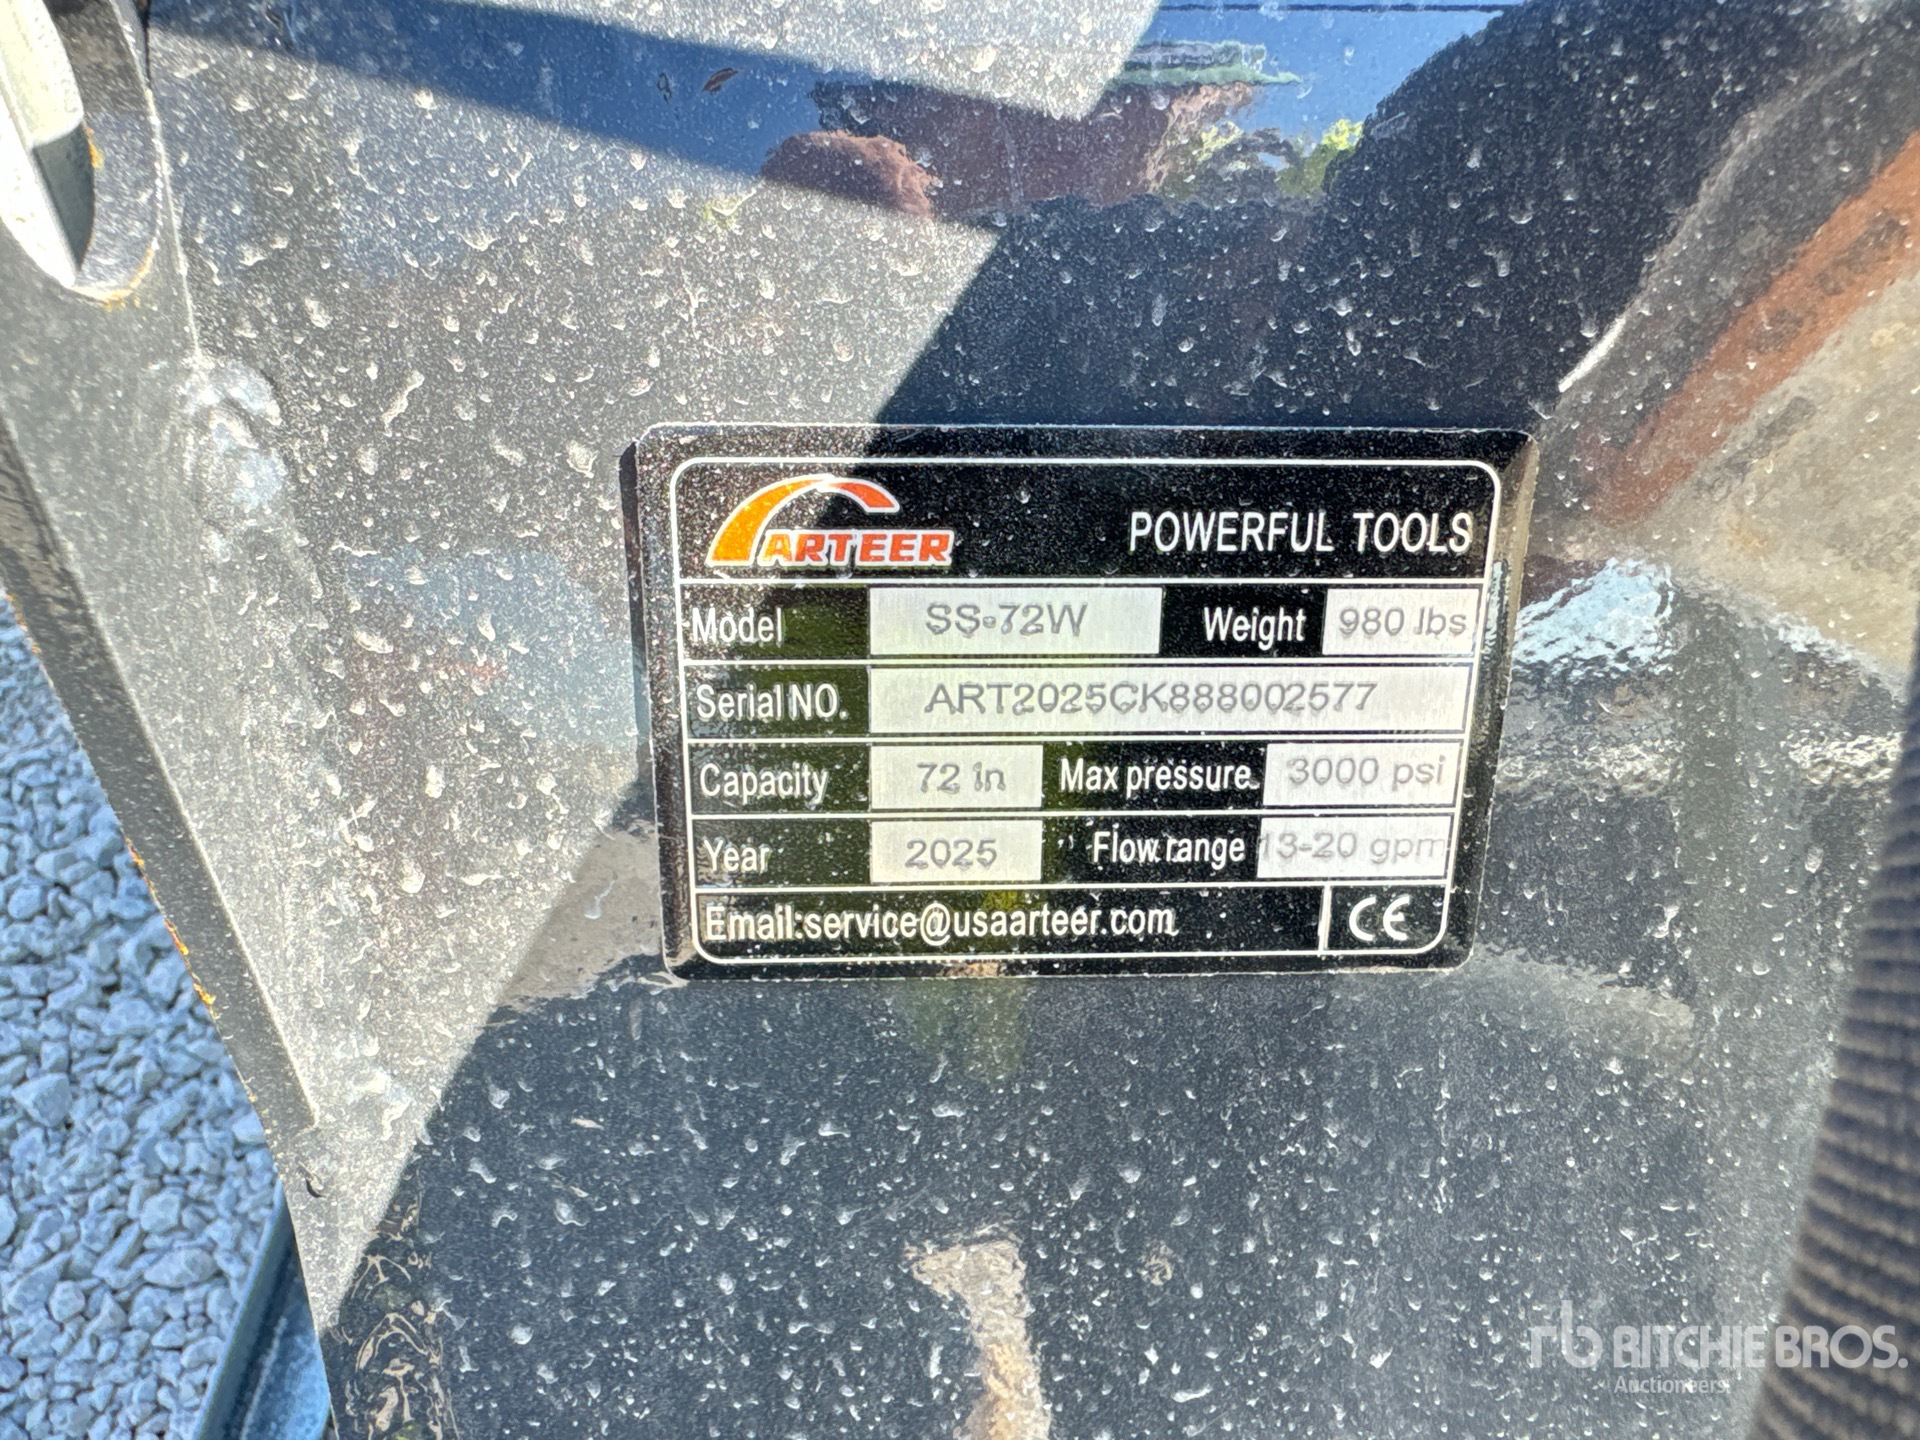 ARTEER POWERFUL TOOLS
Model SS-72W Weight 980 lbs
Serial NO. ART2025CK888002577
Capacity 72 in Max pressure 3000 psi
Year 2025 Flow range 13-20 gpm
Email:service@usaarteer.com CE
rb RITCHIE BROS.
Auctioneers